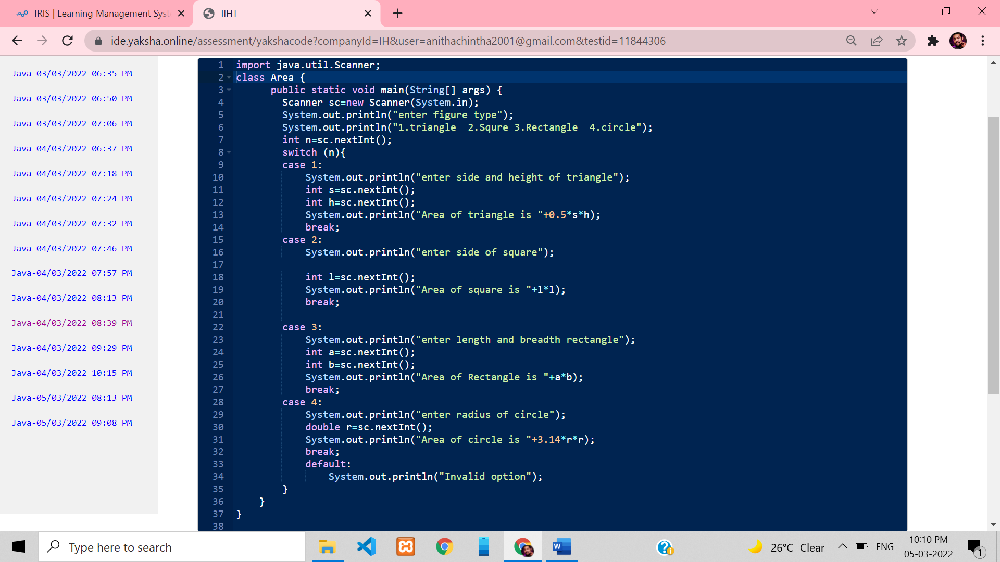 IRIS | Learning Management Syst
IIHT
ide.yaksha.online/assessment/yakshacode?companyId=IH&user=anithachintha2001@gmail.com&testid=11844306
Java-03/03/2022 06:35 PM
Java-03/03/2022 06:50 PM
Java-03/03/2022 07:06 PM
Java-04/03/2022 06:37 PM
Java-04/03/2022 07:18 PM
Java-04/03/2022 07:24 PM
Java-04/03/2022 07:32 PM
Java-04/03/2022 07:46 PM
Java-04/03/2022 07:57 PM
Java-04/03/2022 08:13 PM
Java-04/03/2022 08:39 PM
Java-04/03/2022 09:29 PM
Java-04/03/2022 10:15 PM
Java-05/03/2022 08:13 PM
Java-05/03/2022 09:08 PM
1 import java.util.Scanner;
2 class Area {
3 public static void main(String[] args) {
4 Scanner sc=new Scanner(System.in);
5 System.out.println("enter figure type");
6 System.out.println("1.triangle  2.Squre 3.Rectangle  4.circle");
7 int n=sc.nextInt();
8 switch (n){
9 case 1:
10 System.out.println("enter side and height of triangle");
11 int s=sc.nextInt();
12 int h=sc.nextInt();
13 System.out.println("Area of triangle is "+0.5*s*h);
14 break;
15 case 2:
16 System.out.println("enter side of square");
17
18 int l=sc.nextInt();
19 System.out.println("Area of square is "+l*l);
20 break;
21
22 case 3:
23 System.out.println("enter length and breadth rectangle");
24 int a=sc.nextInt();
25 int b=sc.nextInt();
26 System.out.println("Area of Rectangle is "+a*b);
27 break;
28 case 4:
29 System.out.println("enter radius of circle");
30 double r=sc.nextInt();
31 System.out.println("Area of circle is "+3.14*r*r);
32 break;
33 default:
34 System.out.println("Invalid option");
35 }
36 }
37 }
38
Type here to search
W
26°C Clear
ENG
10:10 PM
05-03-2022
1